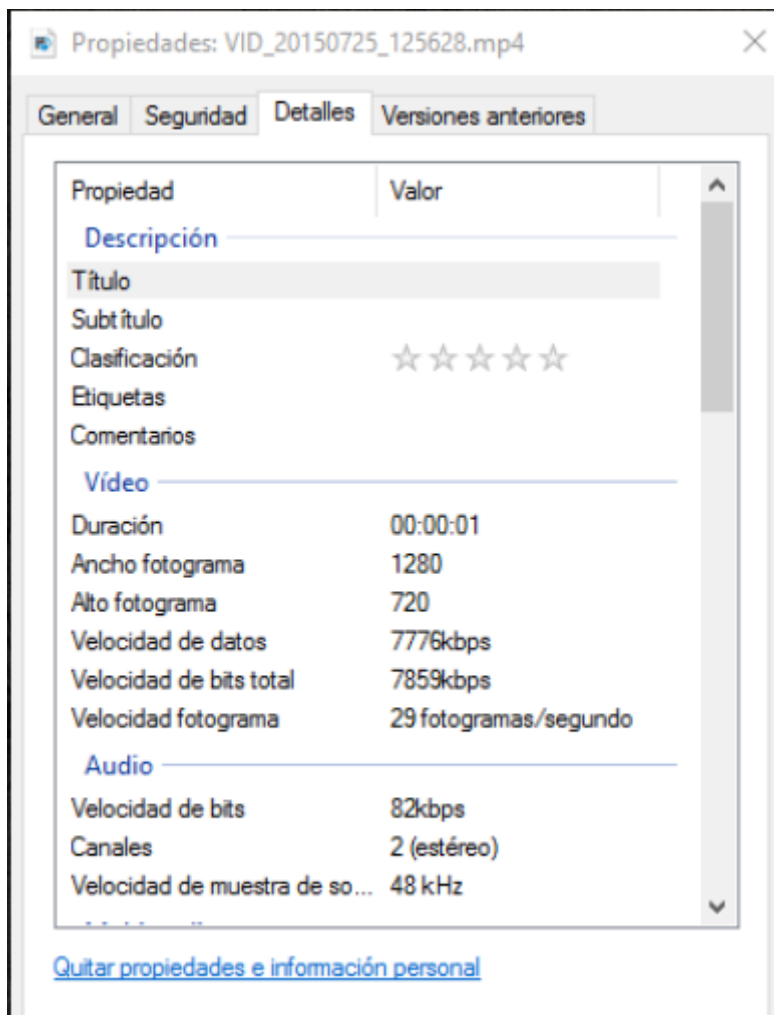 Propiedades: VID_20150725_125628.mp4
General Seguridad Detalles Versiones anteriores
Propiedad Valor
Descripción
Título
Subtítulo
Clasificación
Etiquetas
Comentarios
Vídeo
Duración 00:00:01
Ancho fotograma 1280
Alto fotograma 720
Velocidad de datos 7776kbps
Velocidad de bits total 7859kbps
Velocidad fotograma 29 fotogramas/segundo
Audio
Velocidad de bits 82kbps
Canales 2 (estéreo)
Velocidad de muestra de so... 48 kHz
Quitar propiedades e información personal